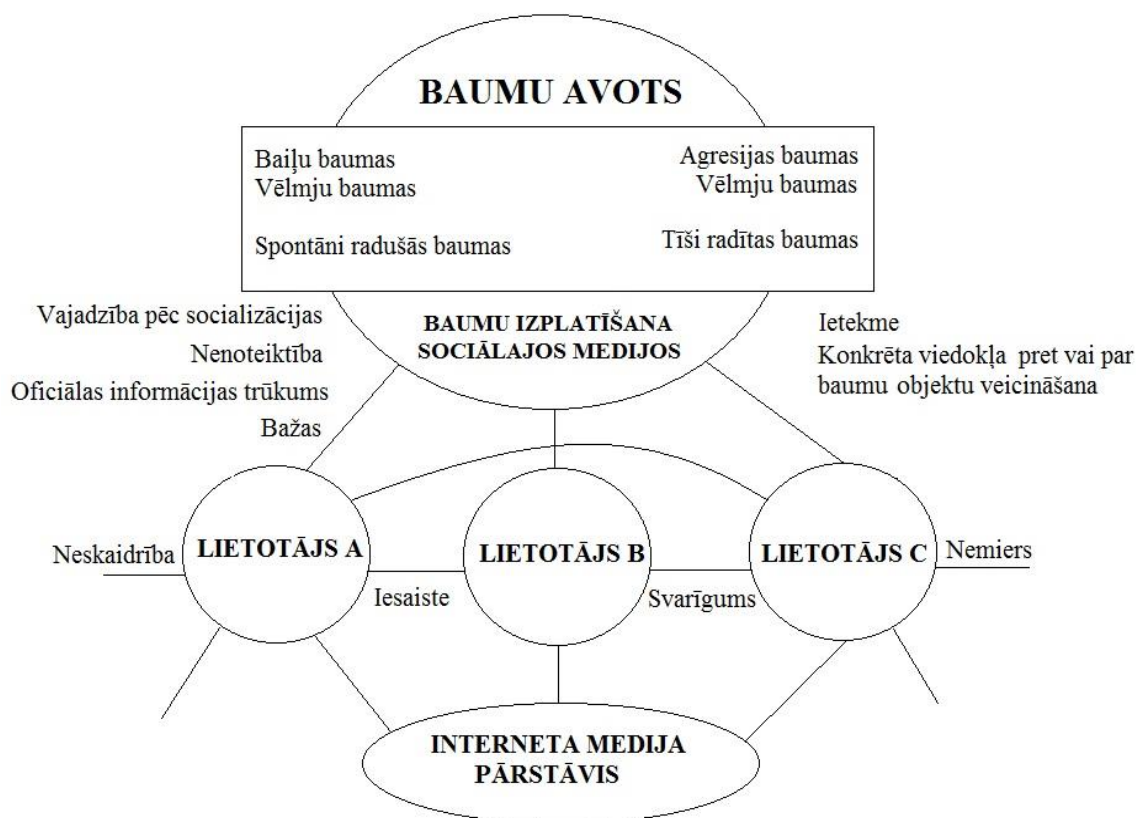 BAUMU AVOTS
Baiļu baumas
Vēlmju baumas
Spontāni radušās baumas
Agresijas baumas
Vēlmju baumas
Tīši radītas baumas
BAUMU IZPLATĪŠANA
SOCIĀLAJOS MEDIJOS
Vajadzība pēc socializācijas
Nenoteiktība
Oficiālas informācijas trūkums
Bažas
Ietekme
Konkrēta viedokļa pret vai par
baumu objektu veicināšana
Neskaidrība
LIETOTĀJS A
Iesaiste
LIETOTĀJS B
Svarīgums
LIETOTĀJS C
Nemiers
INTERNETA MEDIJA
PĀRSTĀVIS